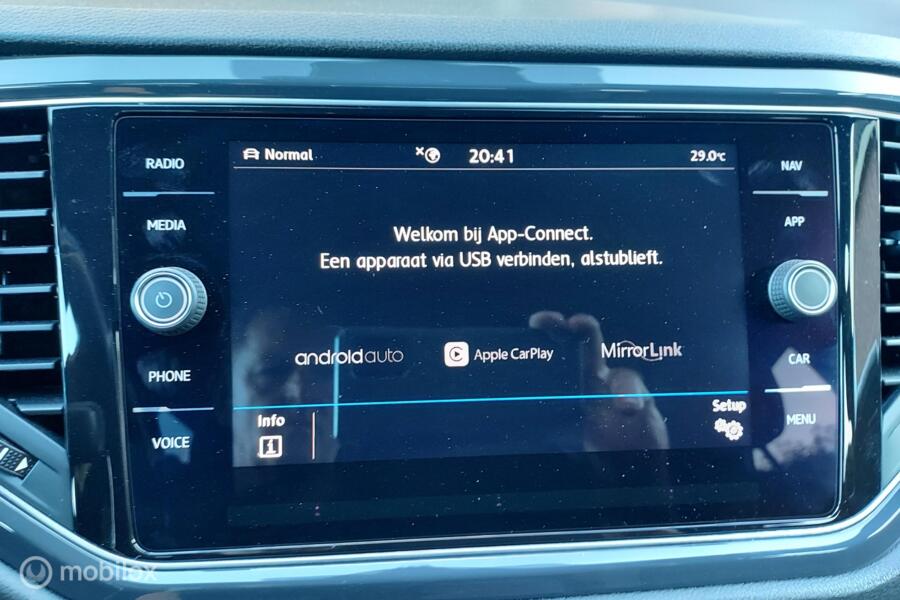 RADIO
MEDIA
PHONE
VOICE
Normal
20:41
29.0°C
Welkom bij App-Connect.
Een apparaat via USB verbinden, alstublieft.
androidauto
Apple CarPlay
MirrorLink
Info
i
Setup
NAV
APP
CAR
MENU
mobilox